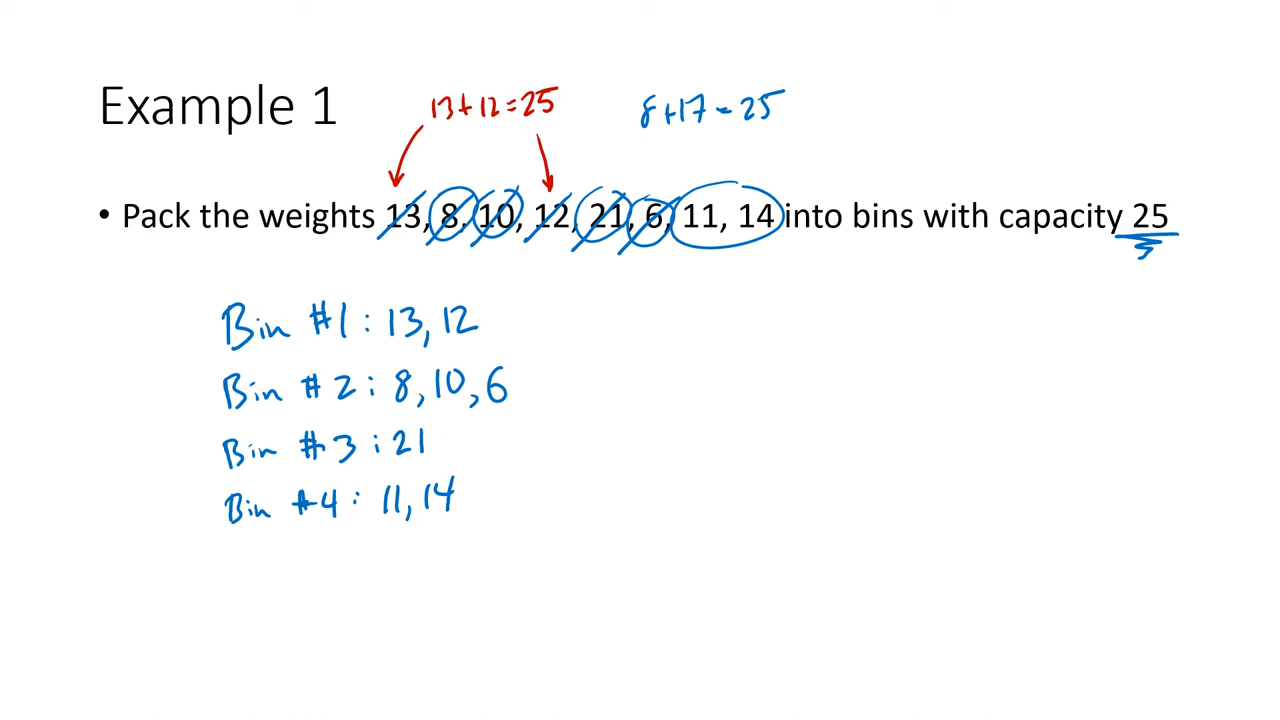 Example 1
13+12=25
8+17=25
• Pack the weights 13, 8, 10, 12, 21, 6, 11, 14 into bins with capacity 25
Bin #1: 13, 12
Bin #2: 8, 10, 6
Bin #3: 21
Bin #4: 11, 14